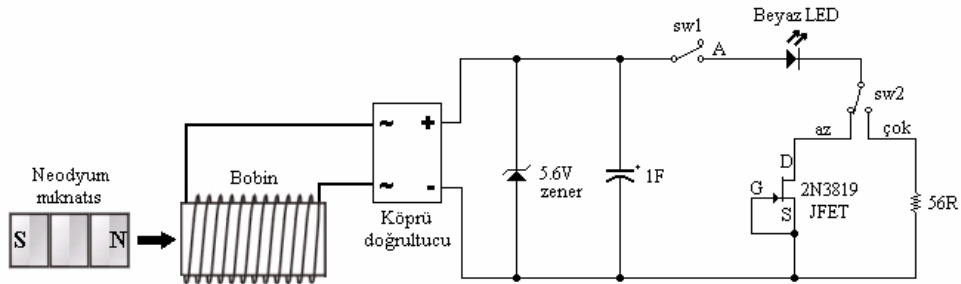 Beyaz LED
sw1
A
sw2
az
çok
~
+
~
-
5.6V
zener
+
1F
D
G
S
2N3819
JFET
56R
Neodyum
mıknatıs
S
N
Bobin
Köprü
doğrultucu